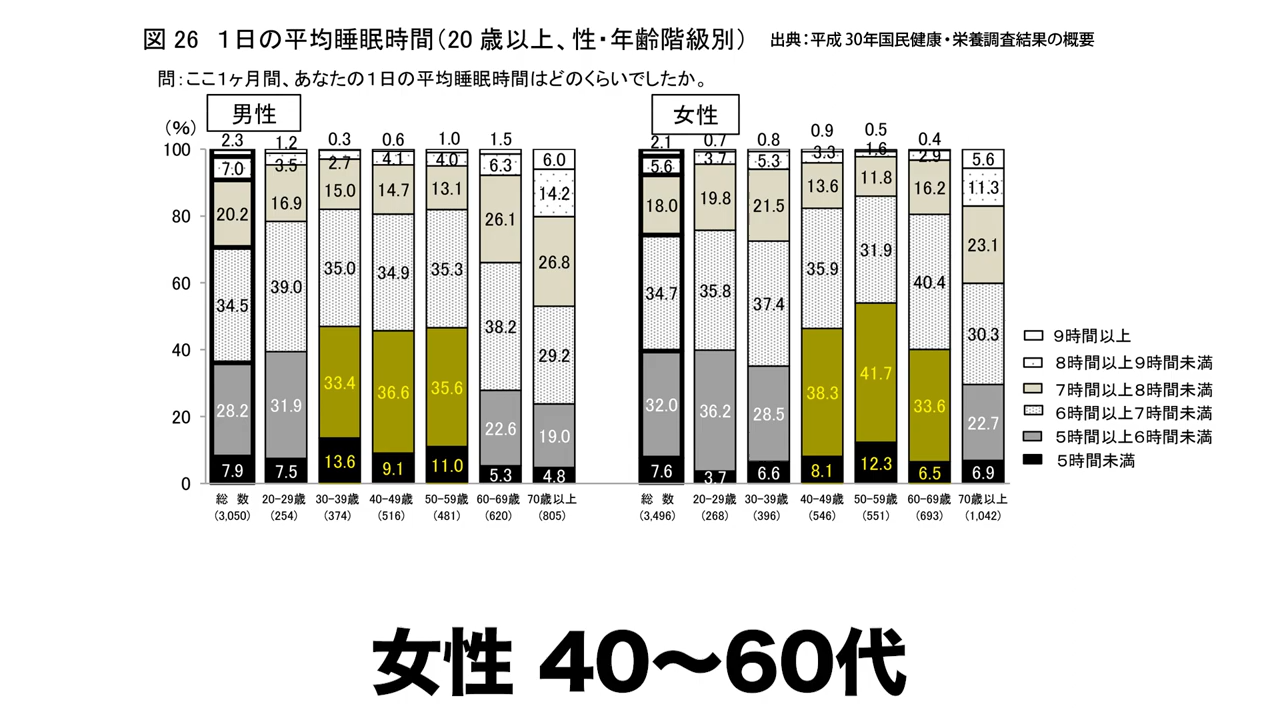 図 26　1日の平均睡眠時間（20 歳以上、性・年齢階級別）　出典：平成 30年国民健康・栄養調査結果の概要
問：ここ1ヶ月間、あなたの1日の平均睡眠時間はどのくらいでしたか。
男性
(%)
100
80
60
40
20
0
2.3 1.2 0.3 0.6 1.0 1.5 6.0
7.0 3.5 2.7 4.1 4.0 6.3 14.2
20.2 16.9 15.0 14.7 13.1 26.1 26.8
34.5 39.0 35.0 34.9 35.3 38.2 29.2
28.2 31.9 33.4 36.6 35.6 22.6 19.0
7.9 7.5 13.6 9.1 11.0 5.3 4.8
総 数 20-29歳 30-39歳 40-49歳 50-59歳 60-69歳 70歳以上
(3,050) (254) (374) (516) (481) (620) (805)
女性
2.1 0.7 0.8 0.9 0.5 0.4 5.6
5.6 3.7 5.3 3.3 1.6 2.9 11.3
18.0 19.8 21.5 13.6 11.8 16.2 23.1
34.7 35.8 37.4 35.9 31.9 40.4 30.3
32.0 36.2 28.5 38.3 41.7 33.6 22.7
7.6 3.7 6.6 8.1 12.3 6.5 6.9
総 数 20-29歳 30-39歳 40-49歳 50-59歳 60-69歳 70歳以上
(3,496) (268) (396) (546) (551) (693) (1,042)
9時間以上
8時間以上9時間未満
7時間以上8時間未満
6時間以上7時間未満
5時間以上6時間未満
5時間未満
女性 40〜60代